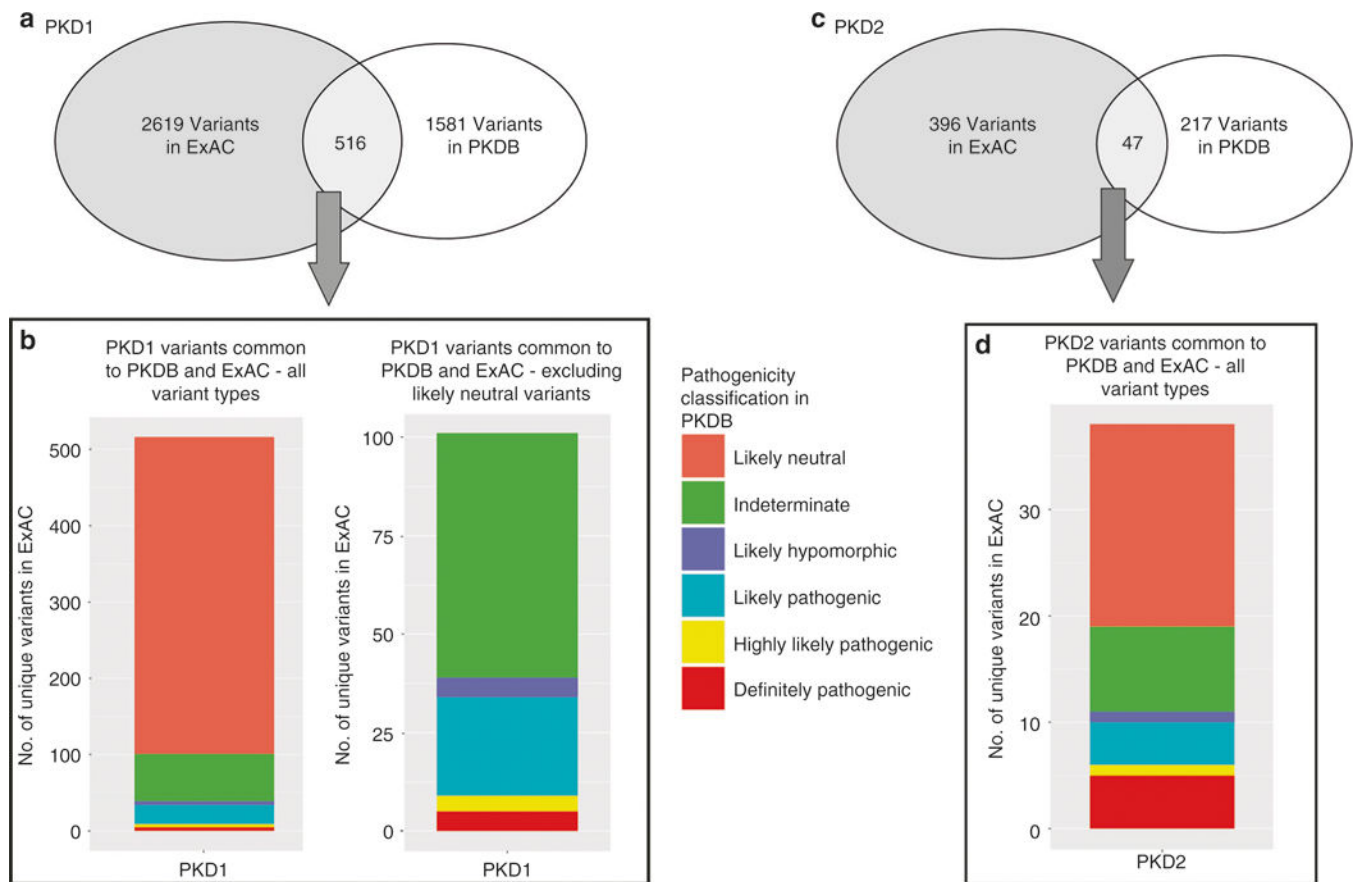 a
PKD1
2619 Variants
in ExAC
516
1581 Variants
in PKDB
c
PKD2
396 Variants
in ExAC
47
217 Variants
in PKDB
b
PKD1 variants common
to PKDB and ExAC - all
variant types
No. of unique variants in ExAC
500
400
300
200
100
0
PKD1
PKD1 variants common to
PKDB and ExAC - excluding
likely neutral variants
No. of unique variants in ExAC
100
75
50
25
0
PKD1
Pathogenicity
classification in
PKDB
Likely neutral
Indeterminate
Likely hypomorphic
Likely pathogenic
Highly likely pathogenic
Definitely pathogenic
d
PKD2 variants common to
PKDB and ExAC - all
variant types
No. of unique variants in ExAC
30
20
10
0
PKD2